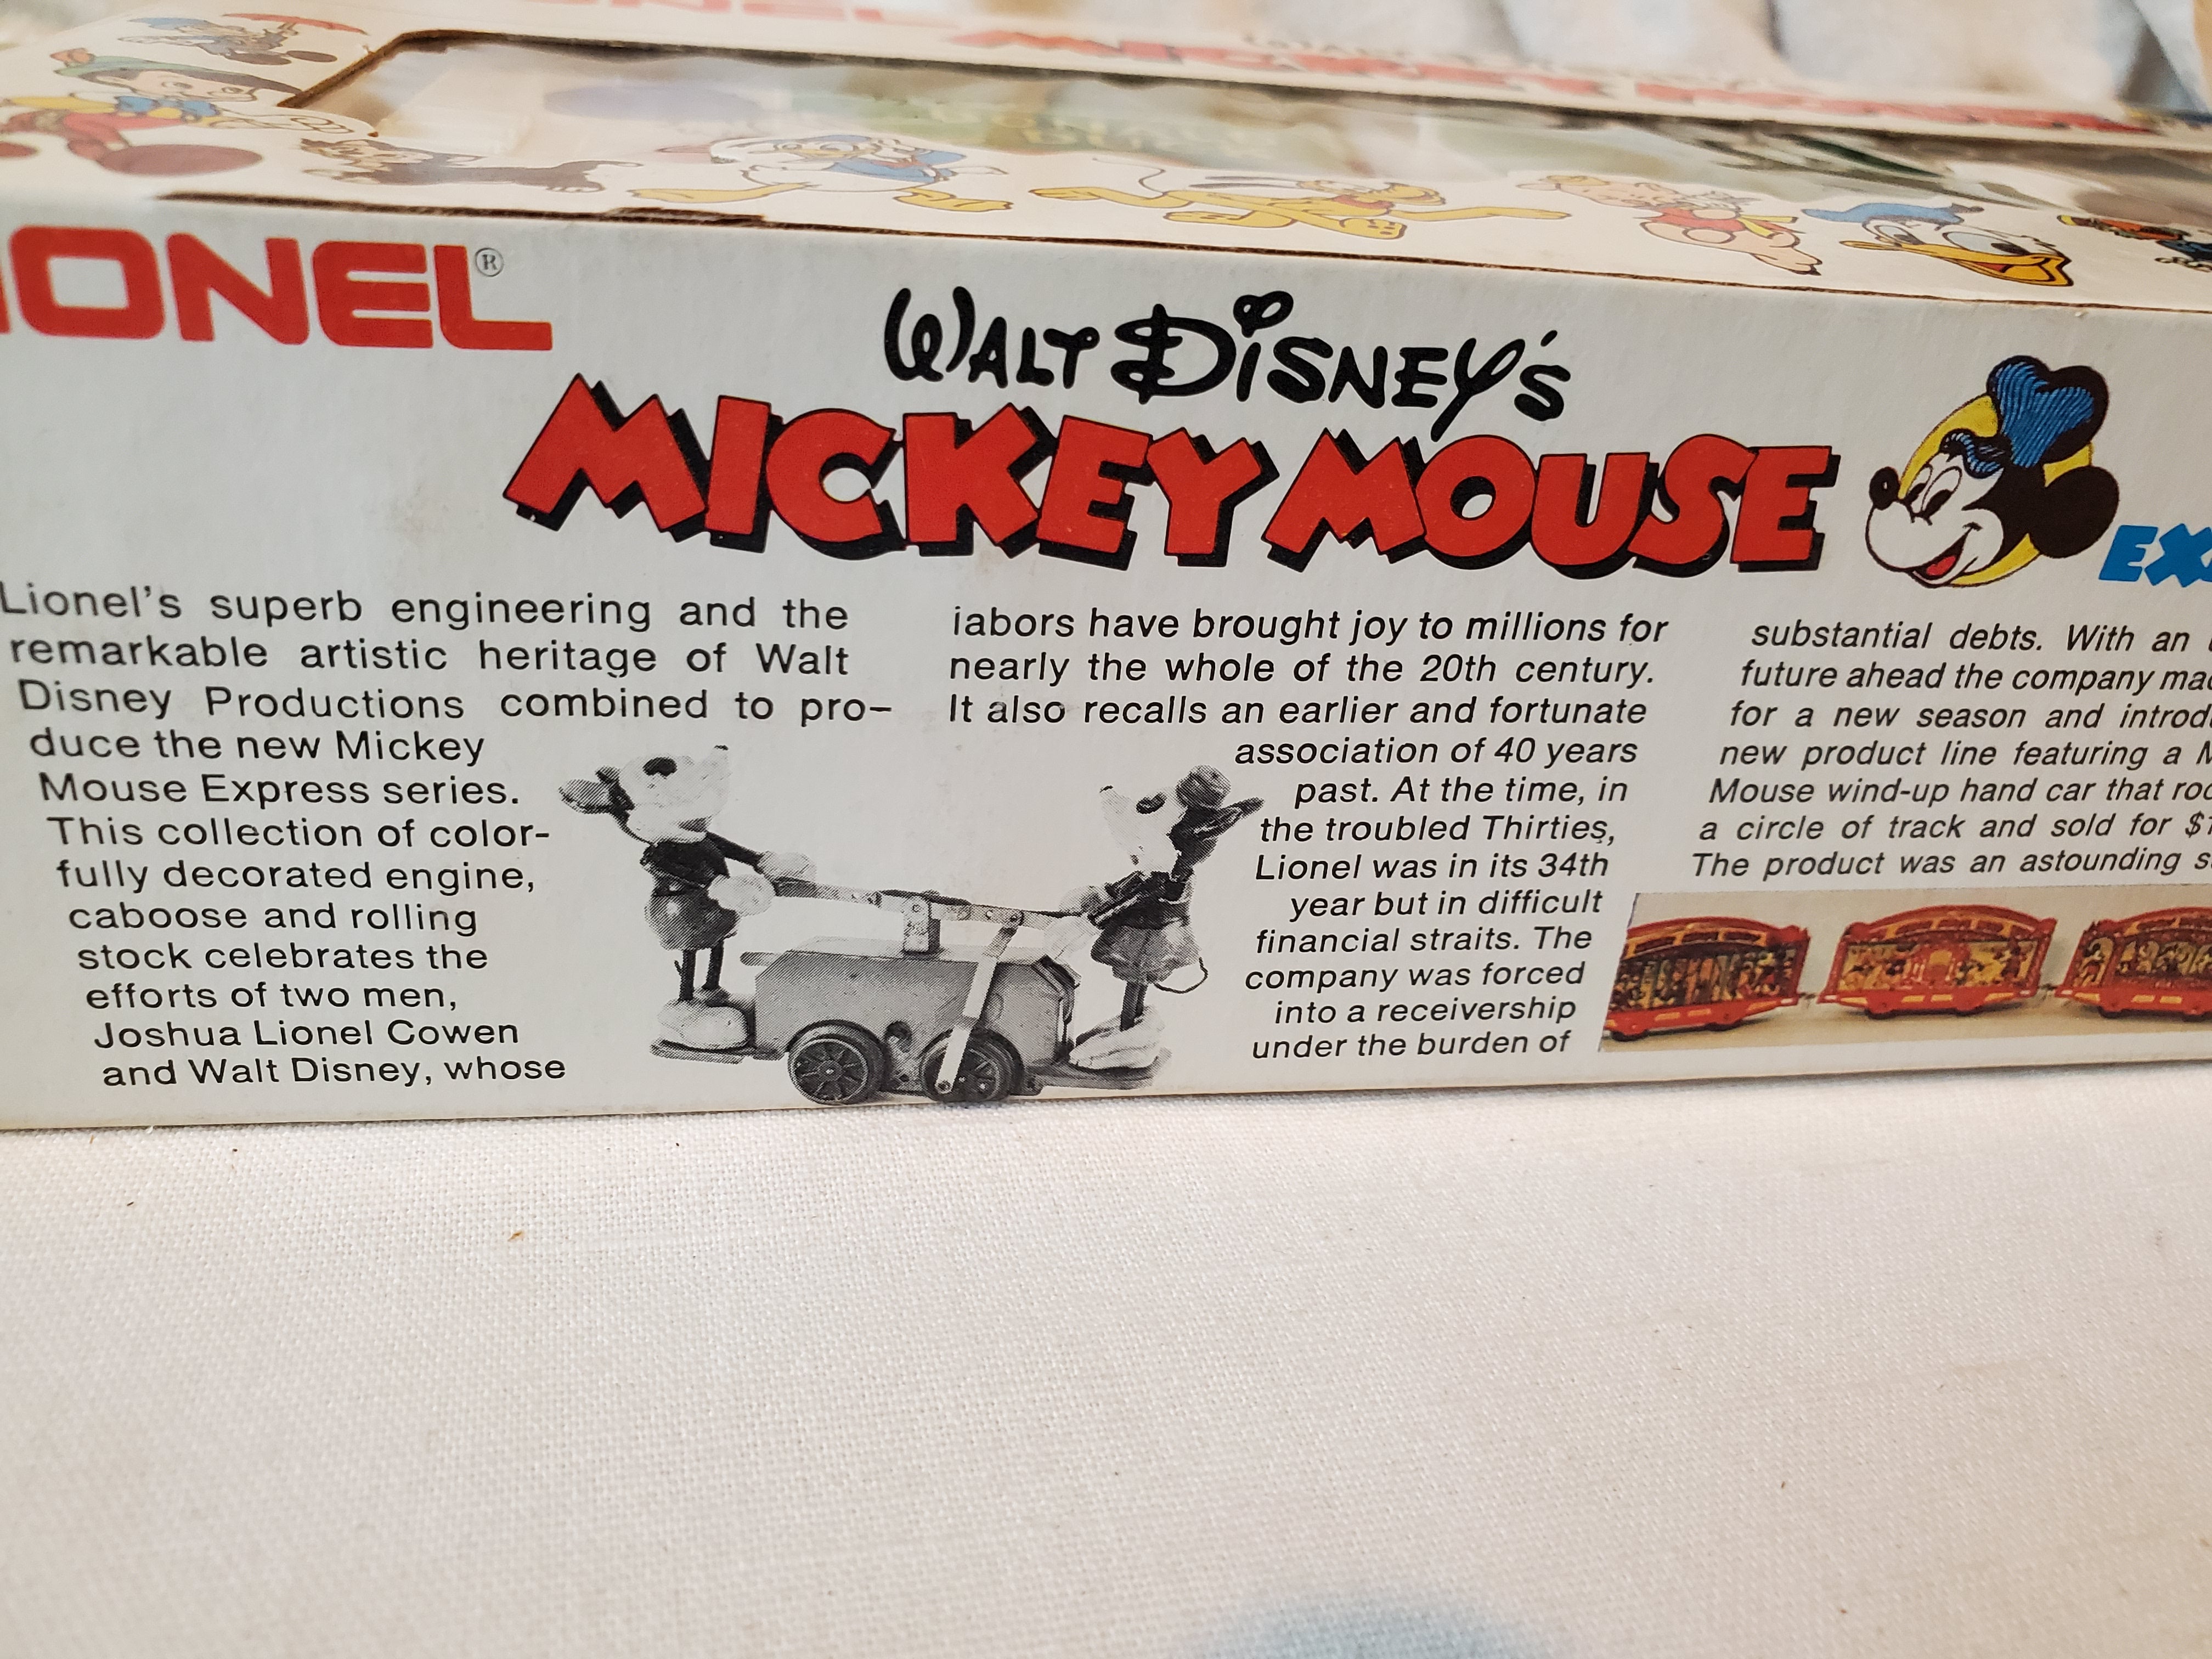 IONEL®
WALT DISNEY'S
MICKEY MOUSE
Lionel's superb engineering and the
remarkable artistic heritage of Walt
Disney Productions combined to pro-
duce the new Mickey
Mouse Express series.
This collection of color-
fully decorated engine,
caboose and rolling
stock celebrates the
efforts of two men,
Joshua Lionel Cowen
and Walt Disney, whose
iabors have brought joy to millions for
nearly the whole of the 20th century.
It also recalls an earlier and fortunate
association of 40 years
past. At the time, in
the troubled Thirties,
Lionel was in its 34th
year but in difficult
financial straits. The
company was forced
into a receivership
under the burden of
substantial debts. With an
future ahead the company
for a new season and
new product line featuring a
Mouse wind-up hand car that
a circle of track and sold for
The product was an astounding